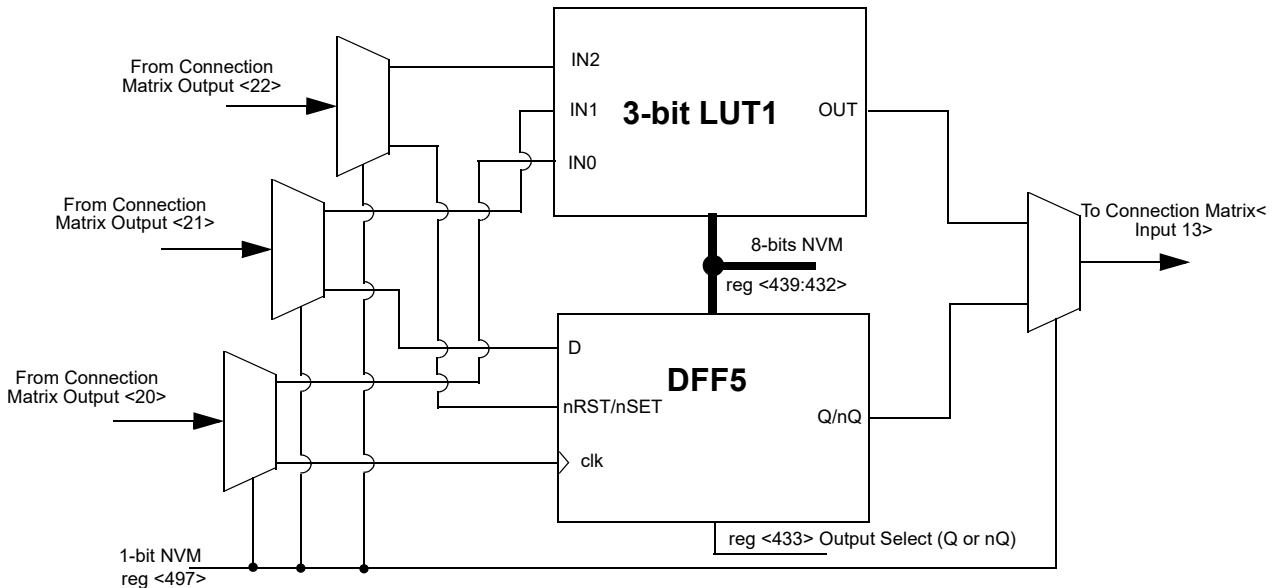 From Connection
Matrix Output <22>
IN2
IN1
IN0
3-bit LUT1
OUT
From Connection
Matrix Output <21>
To Connection Matrix<
Input 13>
8-bits NVM
reg <439:432>
D
nRST/nSET
clk
DFF5
Q/nQ
From Connection
Matrix Output <20>
reg <433> Output Select (Q or nQ)
1-bit NVM
reg <497>